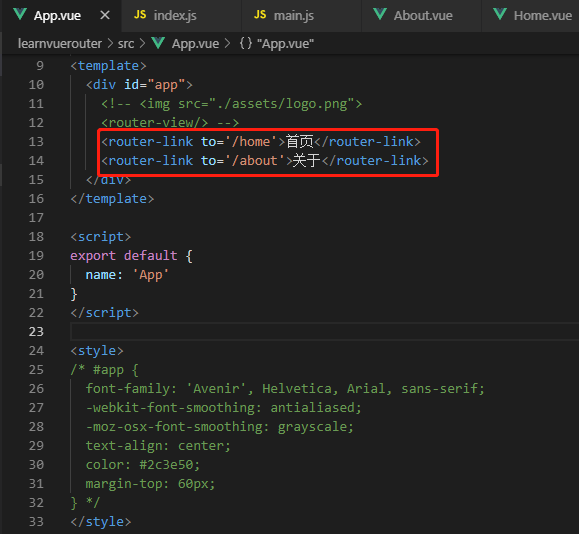 App.vue JS index.js JS main.js About.vue Home.vue
learnvuerouter > src > App.vue > {} "App.vue"
9 <template>
10 <div id="app">
11 <!-- <img src="./assets/logo.png">
12 <router-view/> -->
13 <router-link to='/home'>首页</router-link>
14 <router-link to='/about'>关于</router-link>
15 </div>
16 </template>
17
18 <script>
19 export default {
20 name: 'App'
21 }
22 </script>
23
24 <style>
25 /* #app {
26 font-family: 'Avenir', Helvetica, Arial, sans-serif;
27 -webkit-font-smoothing: antialiased;
28 -moz-osx-font-smoothing: grayscale;
29 text-align: center;
30 color: #2c3e50;
31 margin-top: 60px;
32 } */
33 </style>